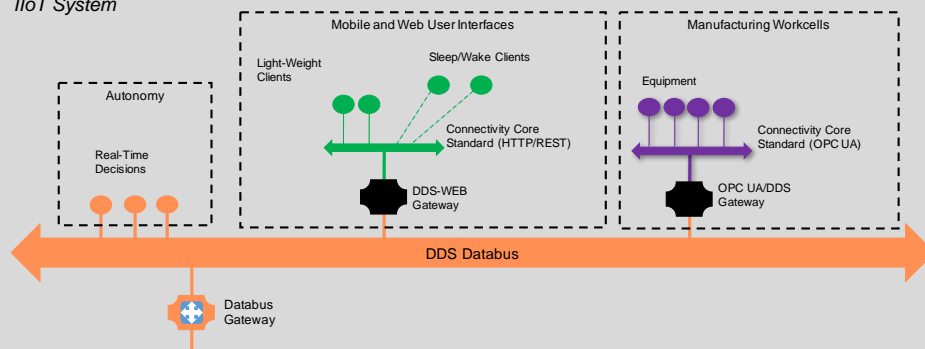 IIoT System
Mobile and Web User Interfaces
Manufacturing Workcells
Light-Weight
Clients
Sleep/Wake Clients
Equipment
Autonomy
Real-Time
Decisions
Connectivity Core
Standard (HTTP/REST)
Connectivity Core
Standard (OPC UA)
DDS-WEB
Gateway
OPC UA/DDS
Gateway
DDS Databus
Databus
Gateway